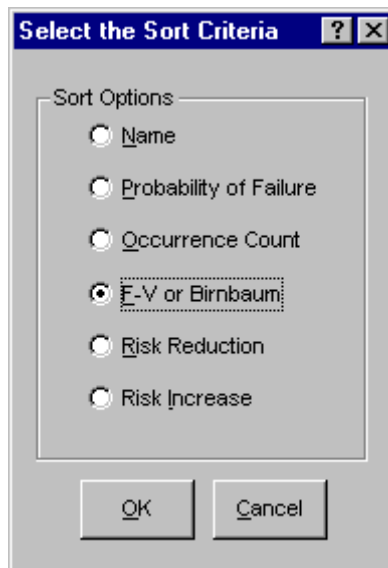 Select the Sort Criteria ? ×
Sort Options
Name
Probability of Failure
Occurrence Count
F-V or Birnbaum
Risk Reduction
Risk Increase
OK Cancel